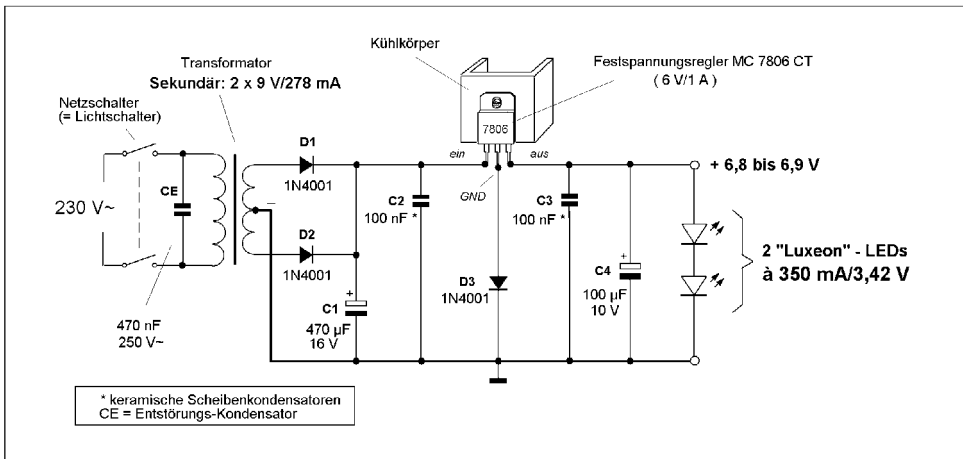 Kühlkörper
Transformator
Sekundär: 2 x 9 V/278 mA
Festspannungsregler MC 7806 CT
( 6 V/1 A )
Netzschalter
(= Lichtschalter)
7806
D1
ein
aus
+ 6,8 bis 6,9 V
1N4001
GND
CE
C2
100 nF *
C3
100 nF *
230 V~
D2
1N4001
2 "Luxeon" - LEDs
à 350 mA/3,42 V
D3
1N4001
+
C4
100 µF
10 V
+
C1
470 µF
16 V
470 nF
250 V~
* keramische Scheibenkondensatoren
CE = Entstörungs-Kondensator